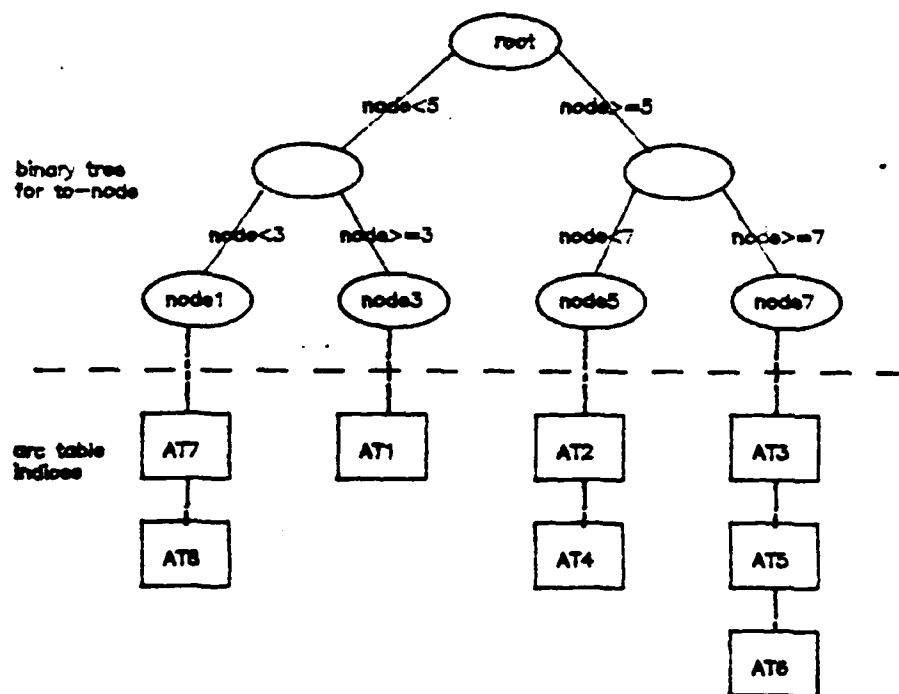 root
node<5
node>=5
binary tree
for to-node
node<3
node>=3
node<7
node>=7
node1
node3
node5
node7
arc table
indices
AT7
AT1
AT2
AT3
AT8
AT4
AT5
AT6